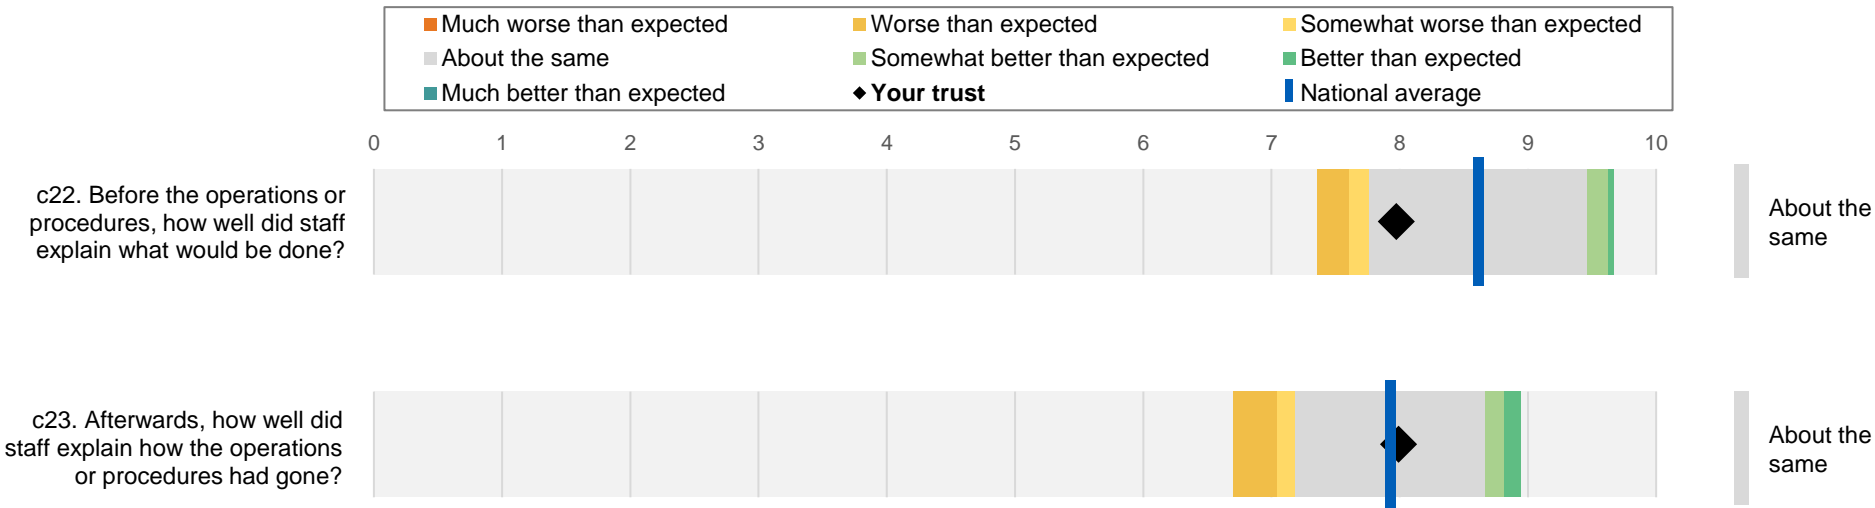 Much worse than expected
Worse than expected
Somewhat worse than expected
About the same
Somewhat better than expected
Better than expected
Much better than expected
Your trust
National average
0 1 2 3 4 5 6 7 8 9 10
c22. Before the operations or
procedures, how well did staff
explain what would be done?
About the
same
c23. Afterwards, how well did
staff explain how the operations
or procedures had gone?
About the
same